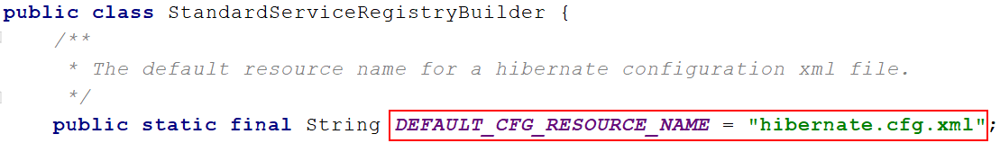 public class StandardServiceRegistryBuilder {
/**
* The default resource name for a hibernate configuration xml file.
*/
public static final String DEFAULT_CFG_RESOURCE_NAME = "hibernate.cfg.xml";